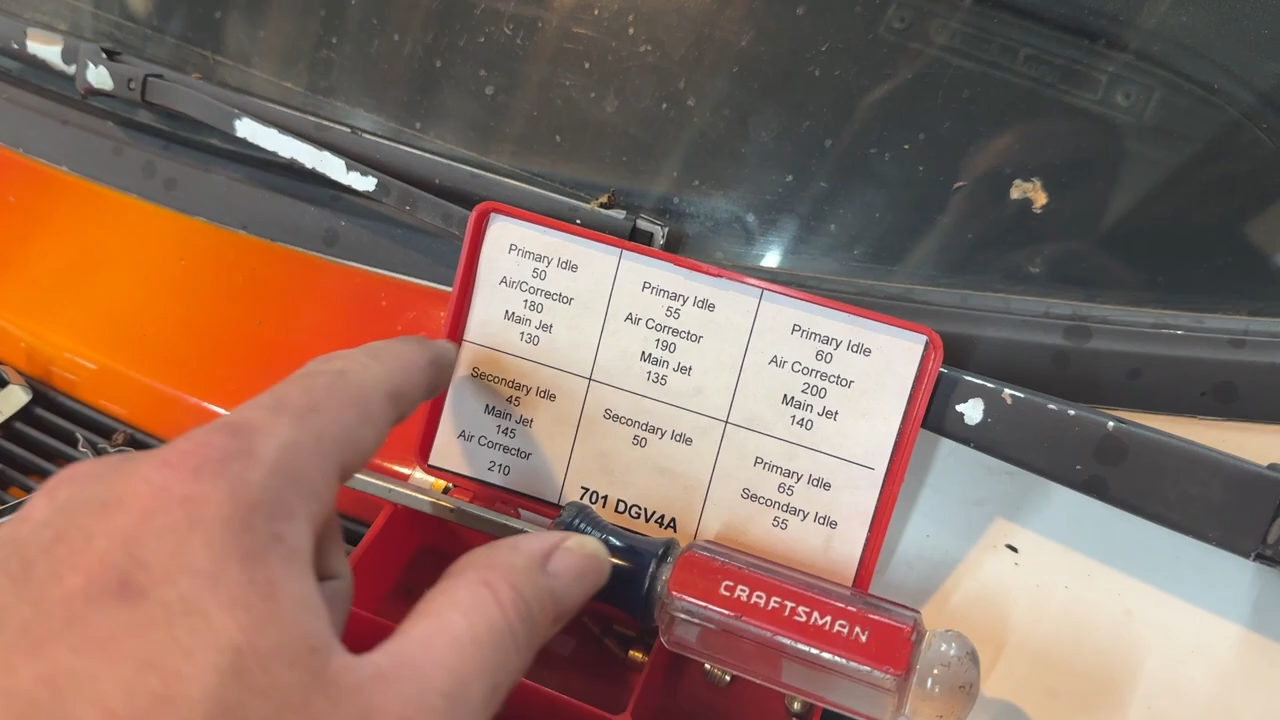 Primary Idle
50
Air/Corrector
180
Main Jet
130
Primary Idle
55
Air Corrector
190
Main Jet
135
Primary Idle
60
Air Corrector
200
Main Jet
140
Secondary Idle
45
Main Jet
145
Air Corrector
210
Secondary Idle
50
701 DGV4A
Primary Idle
65
Secondary Idle
55
CRAFTSMAN